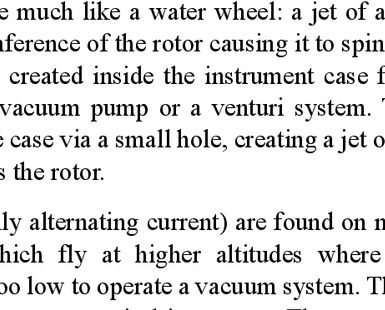 e much like a water wheel: a jet of a
ference of the rotor causing it to spin
created inside the instrument case f
vacuum pump or a venturi system. T
e case via a small hole, creating a jet o
s the rotor.
lly alternating current) are found on n
hich fly at higher altitudes where
oo low to operate a vacuum system. Th